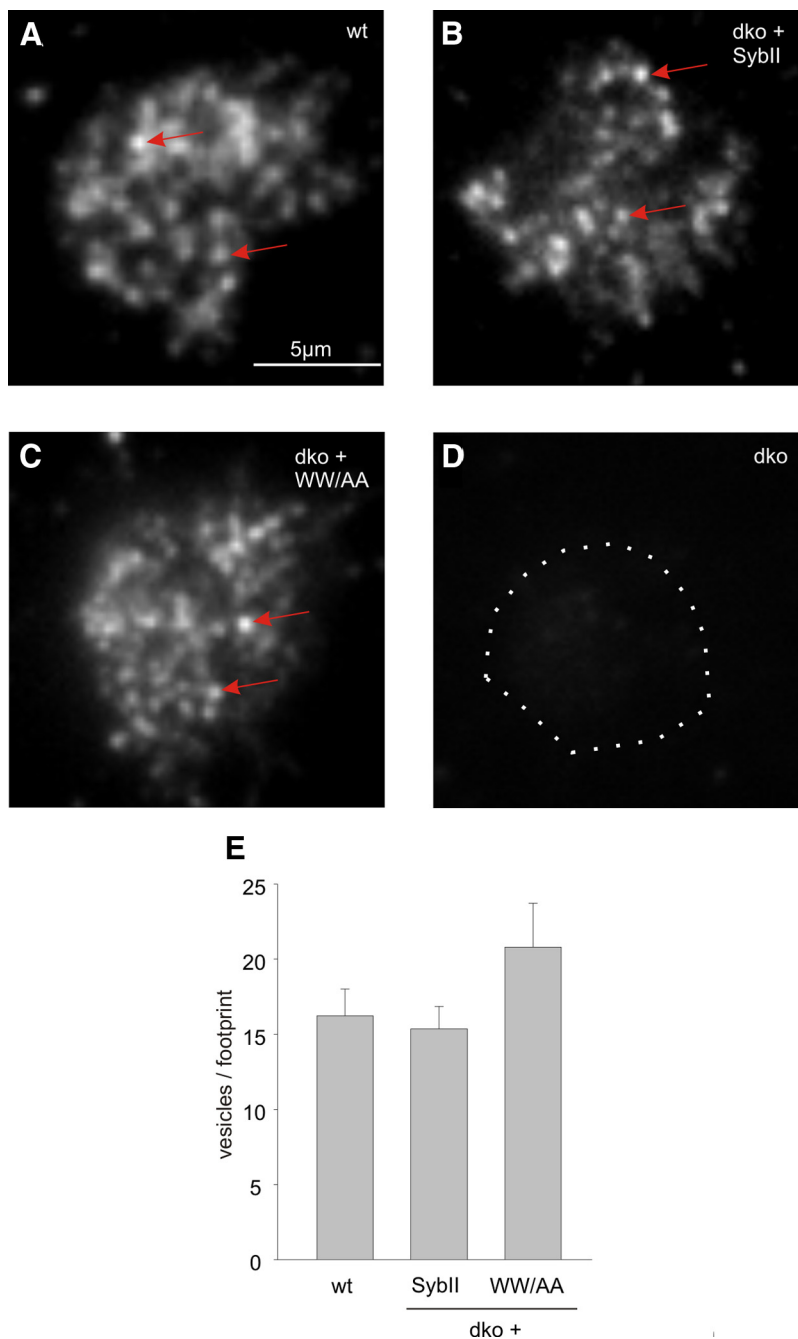 A
wt
5µm
B
dko +
SybII
C
dko +
WW/AA
D
dko
E
vesicles / footprint
25
20
15
10
5
0
wt
SybII
WW/AA
dko +